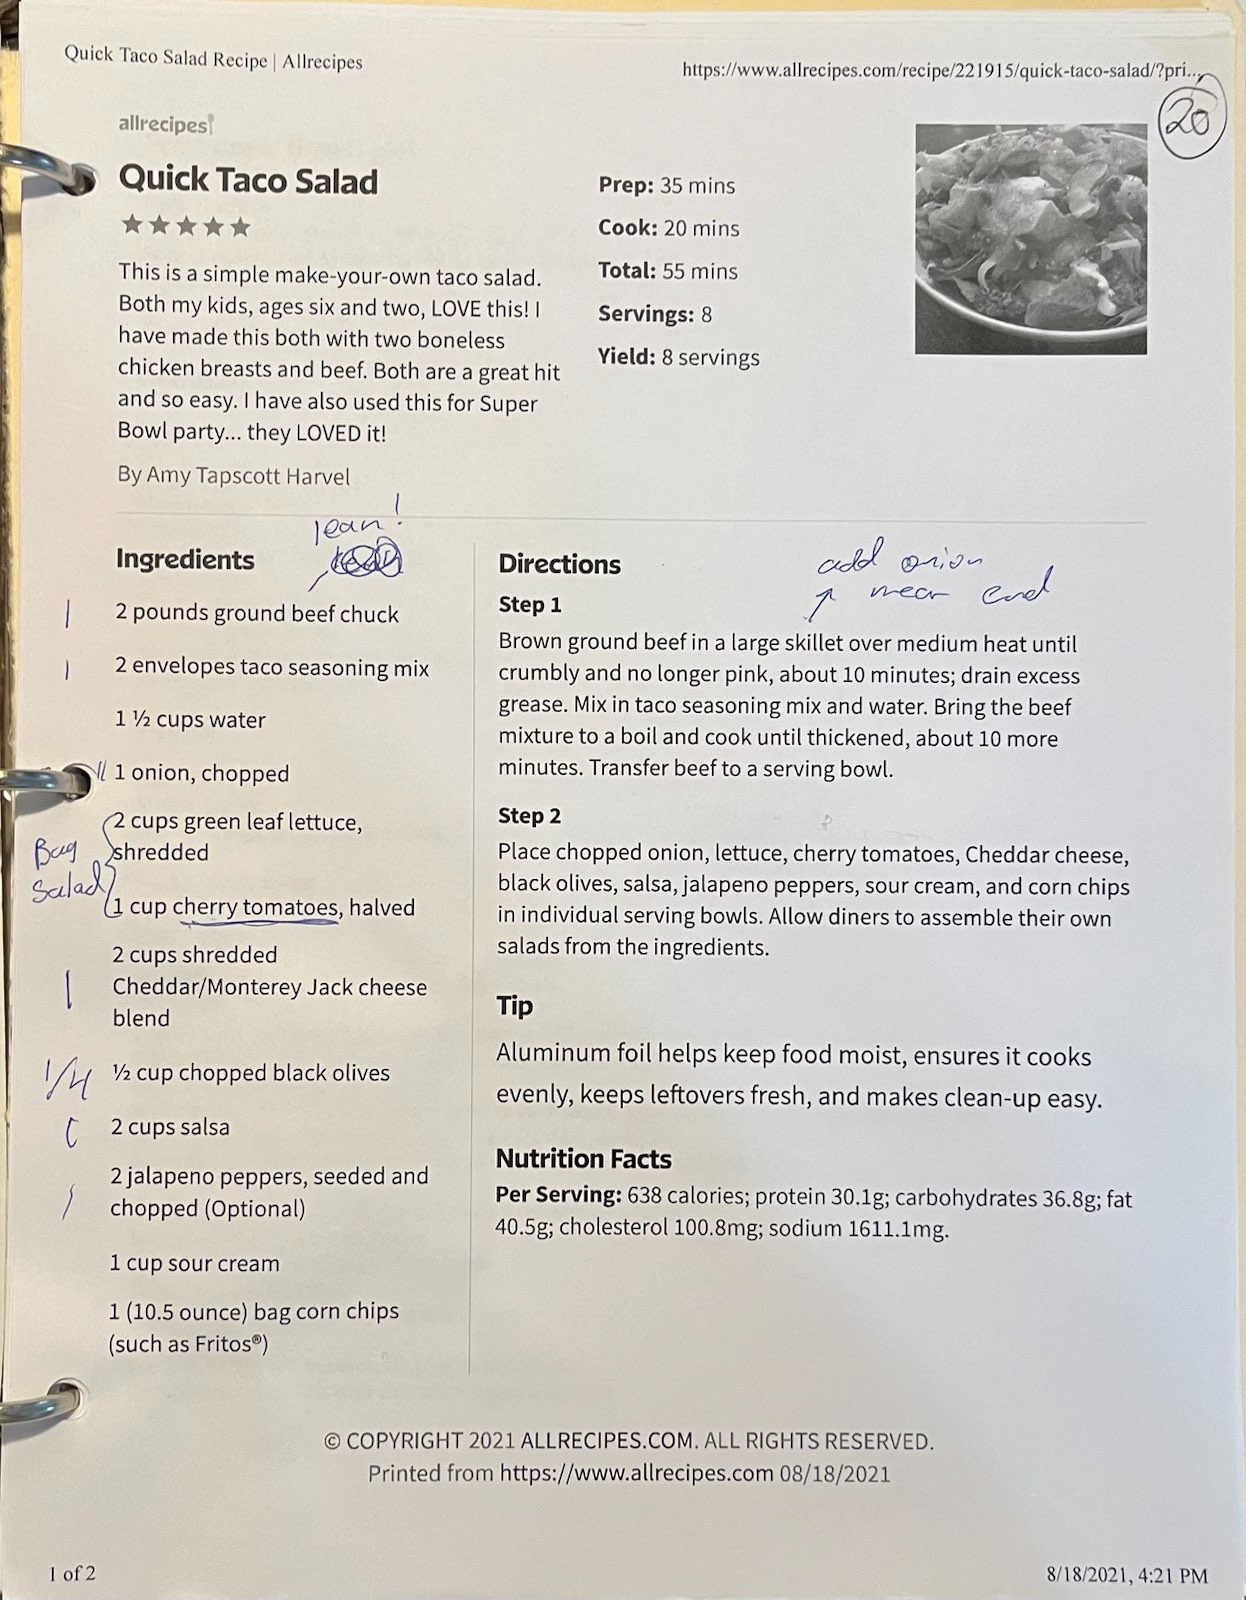 Quick Taco Salad Recipe | Allrecipes
https://www.allrecipes.com/recipe/221915/quick-taco-salad/?pri...
20
allrecipes
Quick Taco Salad
★★★★★
This is a simple make-your-own taco salad.
Both my kids, ages six and two, LOVE this! I
have made this both with two boneless
chicken breasts and beef. Both are a great hit
and so easy. I have also used this for Super
Bowl party... they LOVED it!
By Amy Tapscott Harvel
Prep: 35 mins
Cook: 20 mins
Total: 55 mins
Servings: 8
Yield: 8 servings
lean!
Ingredients
1 2 pounds ground beef chuck
1 2 envelopes taco seasoning mix
1 ½ cups water
1 onion, chopped
2 cups green leaf lettuce,
shredded
Bag
Salad
1 cup cherry tomatoes, halved
2 cups shredded
1 Cheddar/Monterey Jack cheese
blend
1/4 ½ cup chopped black olives
2 cups salsa
2 jalapeno peppers, seeded and
1 chopped (Optional)
1 cup sour cream
1 (10.5 ounce) bag corn chips
(such as Fritos®)
Directions
add onion
↑ near end
Step 1
Brown ground beef in a large skillet over medium heat until
crumbly and no longer pink, about 10 minutes; drain excess
grease. Mix in taco seasoning mix and water. Bring the beef
mixture to a boil and cook until thickened, about 10 more
minutes. Transfer beef to a serving bowl.
Step 2
Place chopped onion, lettuce, cherry tomatoes, Cheddar cheese,
black olives, salsa, jalapeno peppers, sour cream, and corn chips
in individual serving bowls. Allow diners to assemble their own
salads from the ingredients.
Tip
Aluminum foil helps keep food moist, ensures it cooks
evenly, keeps leftovers fresh, and makes clean-up easy.
Nutrition Facts
Per Serving: 638 calories; protein 30.1g; carbohydrates 36.8g; fat
40.5g; cholesterol 100.8mg; sodium 1611.1mg.
© COPYRIGHT 2021 ALLRECIPES.COM. ALL RIGHTS RESERVED.
Printed from https://www.allrecipes.com 08/18/2021
1 of 2
8/18/2021, 4:21 PM